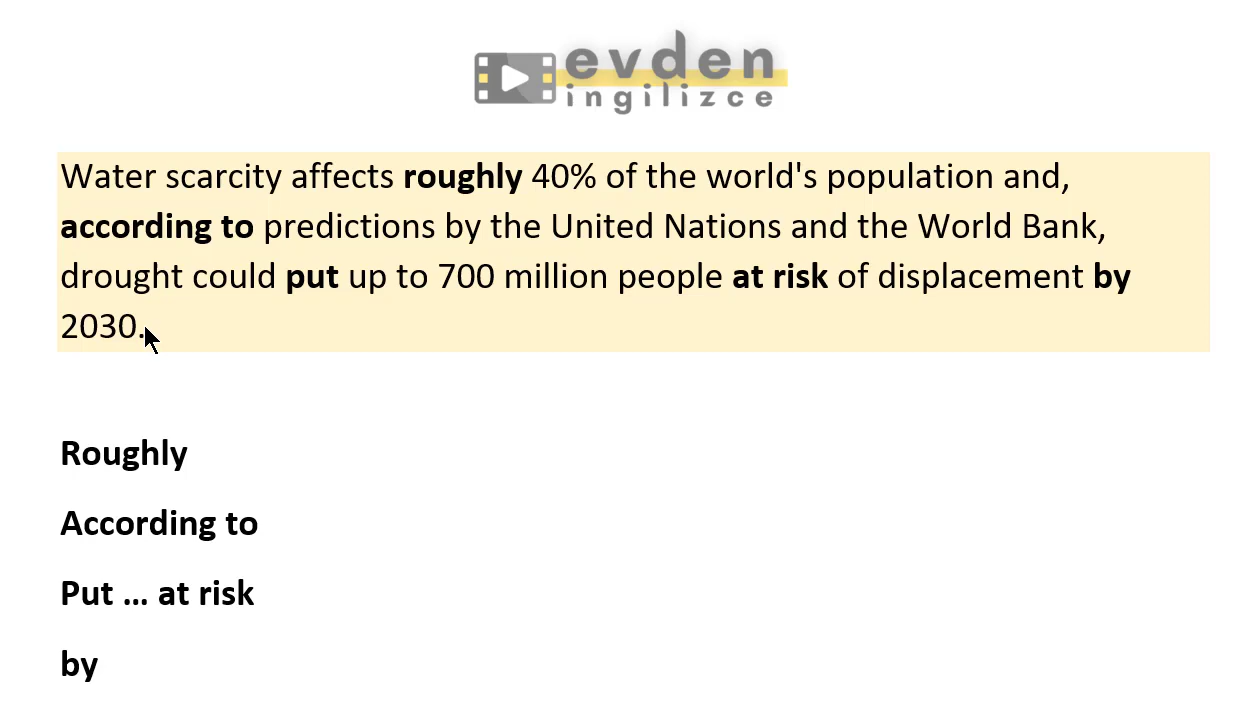 evden
ingilizce
Water scarcity affects roughly 40% of the world's population and,
according to predictions by the United Nations and the World Bank,
drought could put up to 700 million people at risk of displacement by
2030.
Roughly
According to
Put ... at risk
by